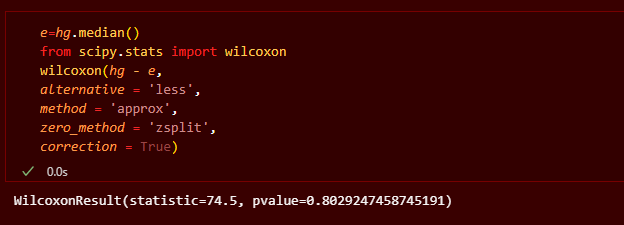 e=hg.median()
from scipy.stats import wilcoxon
wilcoxon(hg - e,
alternative = 'less',
method = 'approx',
zero_method = 'zsplit',
correction = True)
0.0s
WilcoxonResult(statistic=74.5, pvalue=0.8029247458745191)